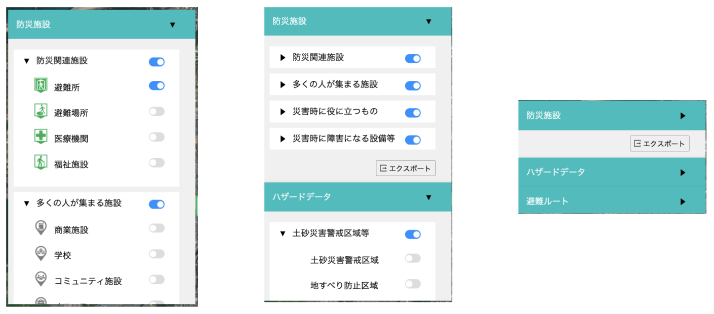 防災施設
防災関連施設
避難所
避難場所
医療機関
福祉施設
多くの人が集まる施設
商業施設
学校
コミュニティ施設
防災施設
防災関連施設
多くの人が集まる施設
災害時に役に立つもの
災害時に障害になる設備等
エクスポート
ハザードデータ
土砂災害警戒区域等
土砂災害警戒区域
地すべり防止区域
防災施設
エクスポート
ハザードデータ
避難ルート